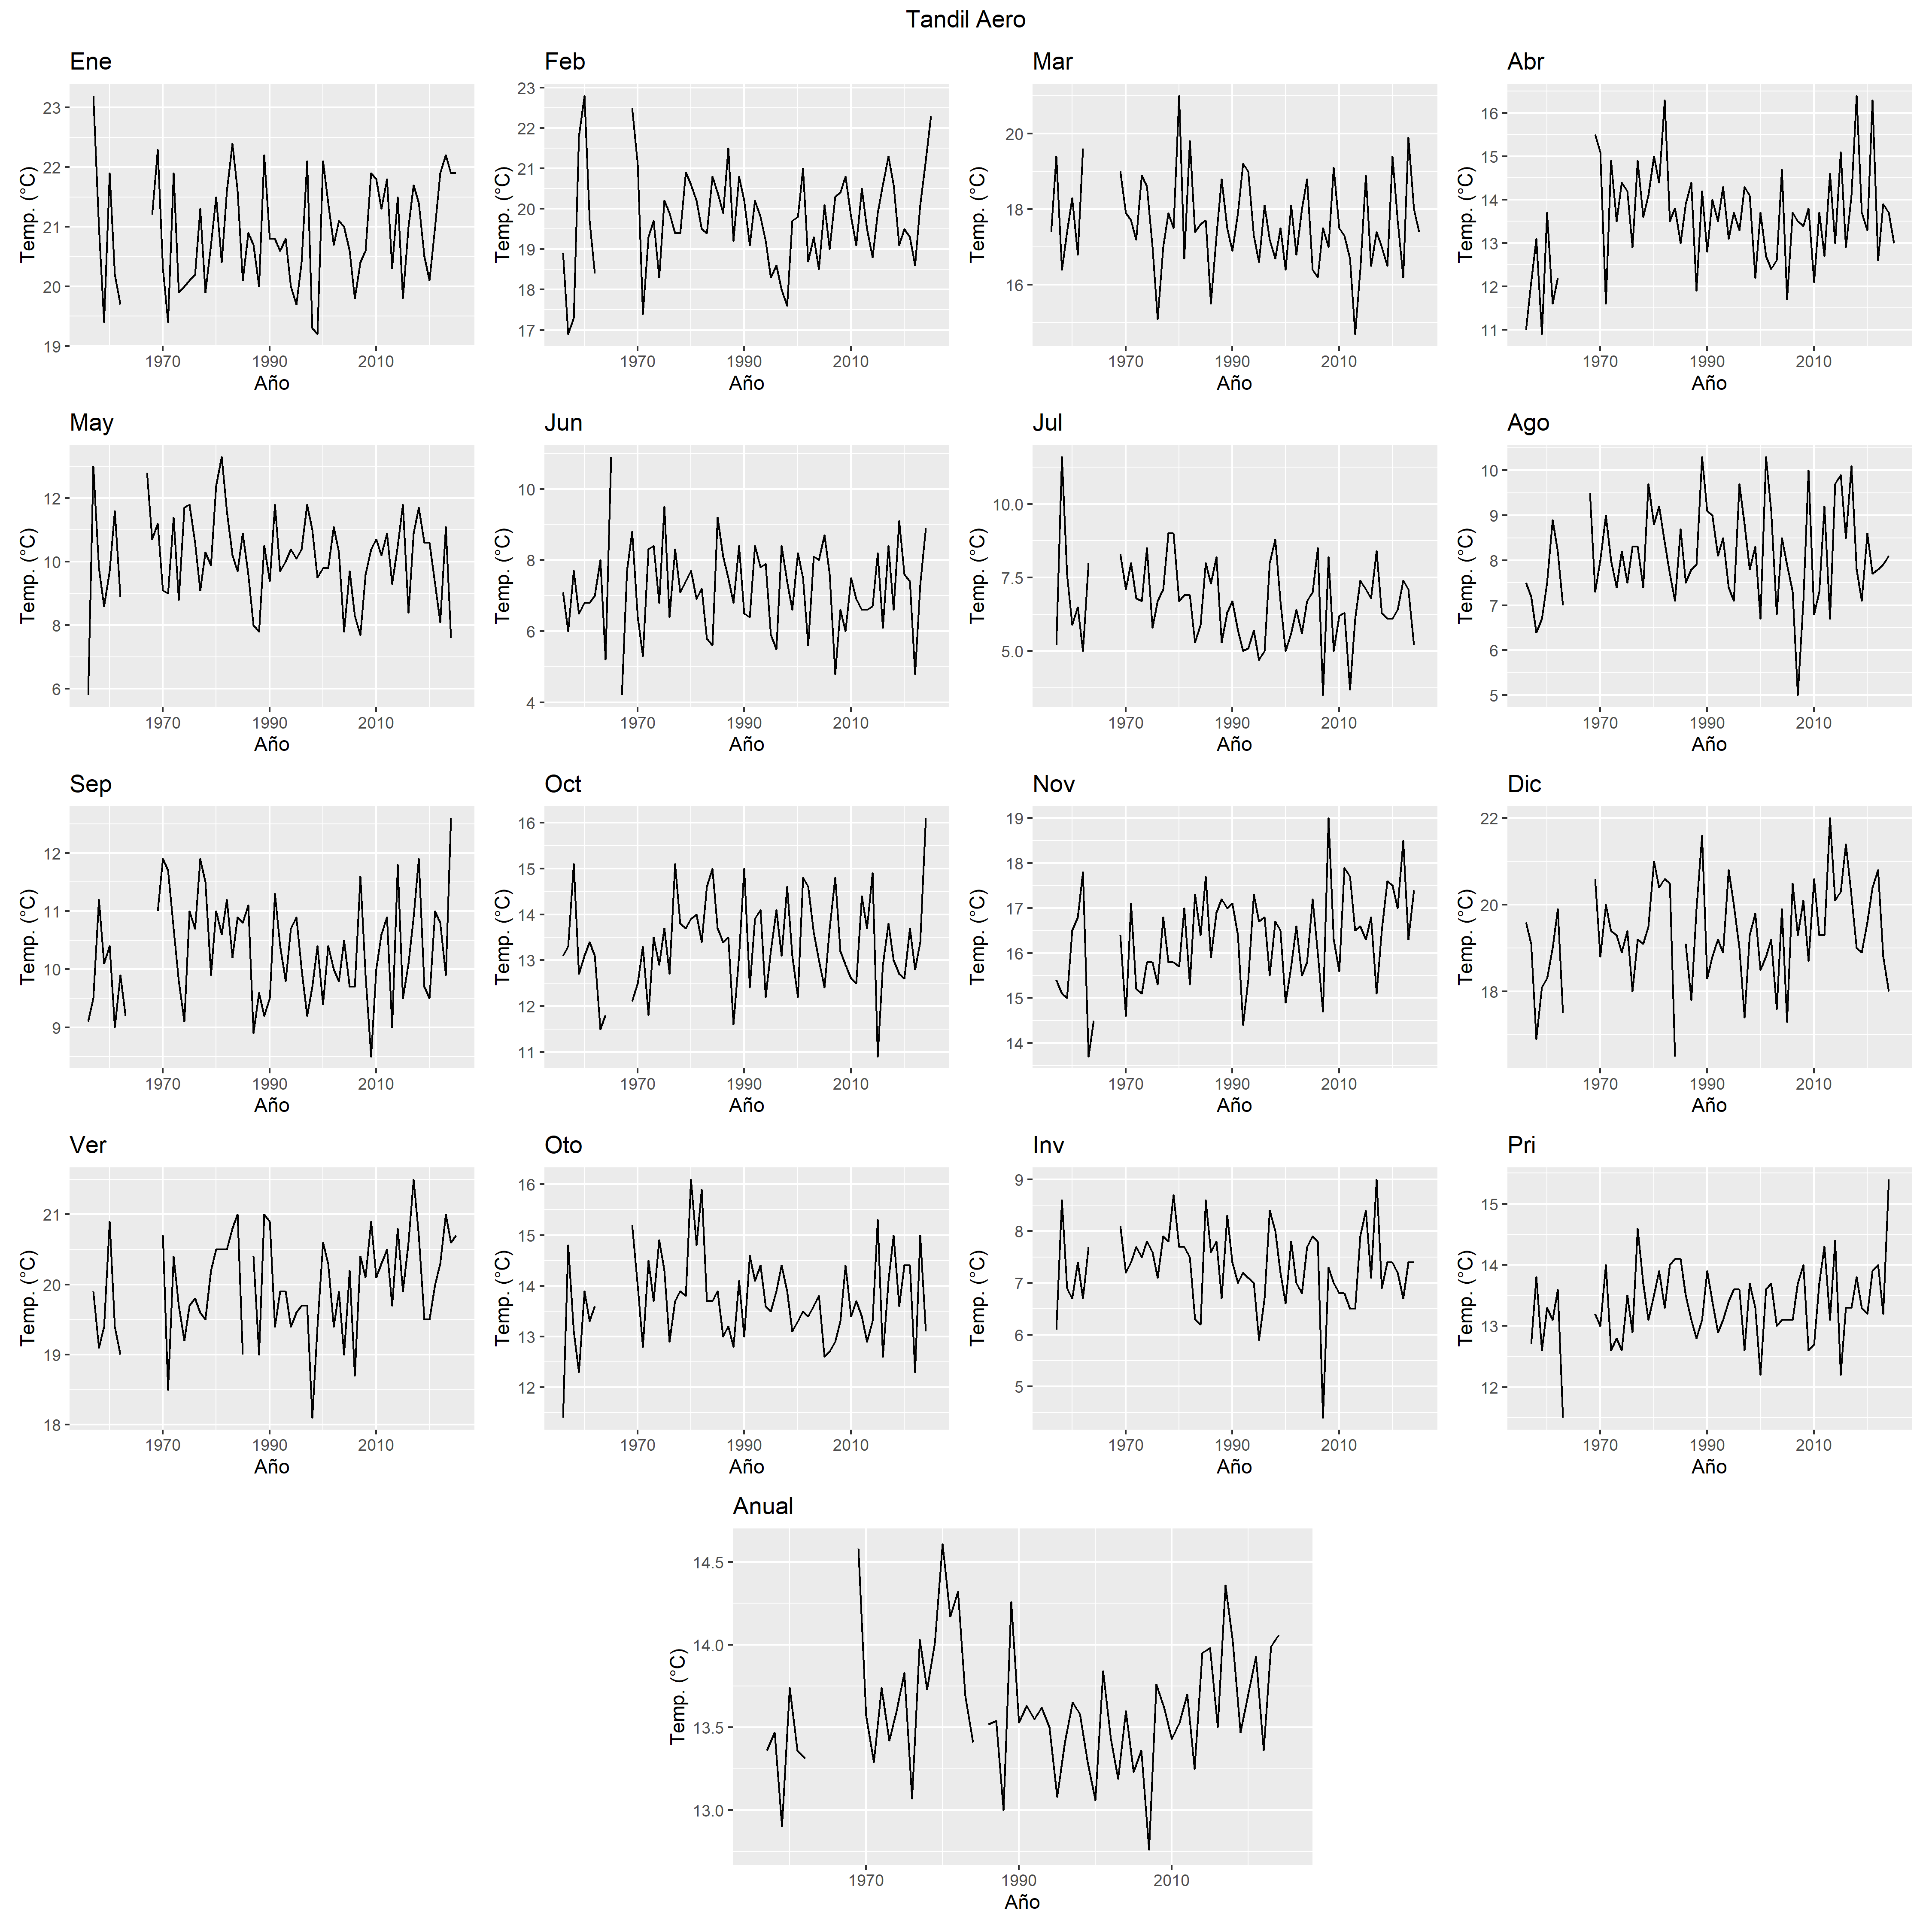 Tandil Aero
Ene
Temp. (°C)
23
22
21
20
19
1970 1990 2010
Año
Feb
Temp. (°C)
23
22
21
20
19
18
17
1970 1990 2010
Año
Mar
Temp. (°C)
20
18
16
1970 1990 2010
Año
Abr
Temp. (°C)
16
15
14
13
12
11
1970 1990 2010
Año
May
Temp. (°C)
12
10
8
6
1970 1990 2010
Año
Jun
Temp. (°C)
10
8
6
4
1970 1990 2010
Año
Jul
Temp. (°C)
10.0
7.5
5.0
1970 1990 2010
Año
Ago
Temp. (°C)
10
9
8
7
6
5
1970 1990 2010
Año
Sep
Temp. (°C)
12
11
10
9
1970 1990 2010
Año
Oct
Temp. (°C)
16
15
14
13
12
11
1970 1990 2010
Año
Nov
Temp. (°C)
19
18
17
16
15
14
1970 1990 2010
Año
Dic
Temp. (°C)
22
20
18
1970 1990 2010
Año
Ver
Temp. (°C)
21
20
19
18
1970 1990 2010
Año
Oto
Temp. (°C)
16
15
14
13
12
1970 1990 2010
Año
Inv
Temp. (°C)
9
8
7
6
5
1970 1990 2010
Año
Pri
Temp. (°C)
15
14
13
12
1970 1990 2010
Año
Anual
Temp. (°C)
14.5
14.0
13.5
13.0
1970 1990 2010
Año